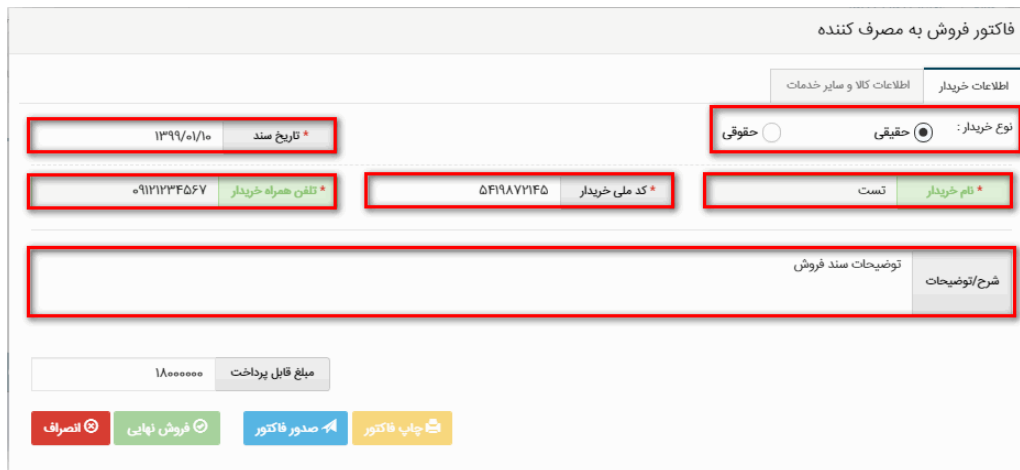 فاکتور فروش به مصرف کننده
اطلاعات خریدار اطلاعات کالا و سایر خدمات
نوع خریدار : حقیقی حقوقی * تاریخ سند ۱۳۹۹/۰۱/۱۰
* نام خریدار تست * کد ملی خریدار ۵۴۱۹۸۷۲۱۴۵ * تلفن همراه خریدار ۰۹۱۲۱۲۳۴۵۶۷
شرح/توضیحات توضیحات سند فروش
مبلغ قابل پرداخت ۱۸۰۰۰۰۰۰
چاپ فاکتور صدور فاکتور فروش نهایی انصراف